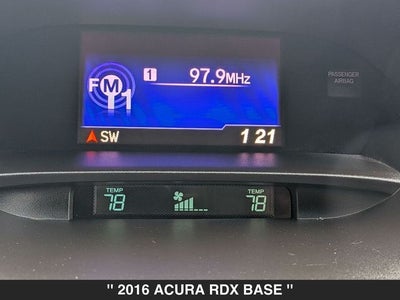 FM1
1 97.9MHz
PASSENGER
AIRBAG
SW 1 21
TEMP TEMP
78 78
" 2016 ACURA RDX BASE "